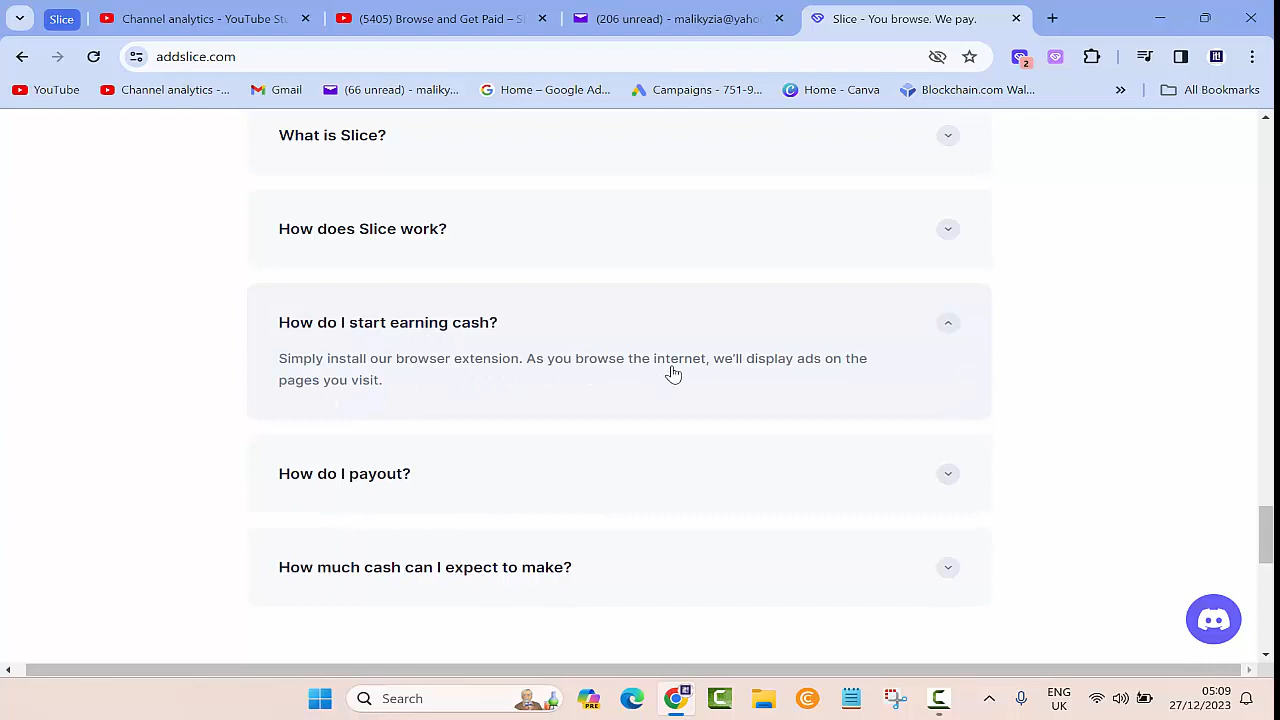 Slice
Channel analytics - YouTube Stu
(5405) Browse and Get Paid – S
(206 unread) - malikyzia@yaho
Slice - You browse. We pay.
addslice.com
2
it!
YouTube
Channel analytics -...
Gmail
(66 unread) - maliky...
Home – Google Ad...
Campaigns - 751-9...
Home - Canva
Blockchain.com Wal...
All Bookmarks
What is Slice?
How does Slice work?
How do I start earning cash?
Simply install our browser extension. As you browse the internet, we’ll display ads on the
pages you visit.
How do I payout?
How much cash can I expect to make?
Search
PRE
ENG
UK
05:09
27/12/2023